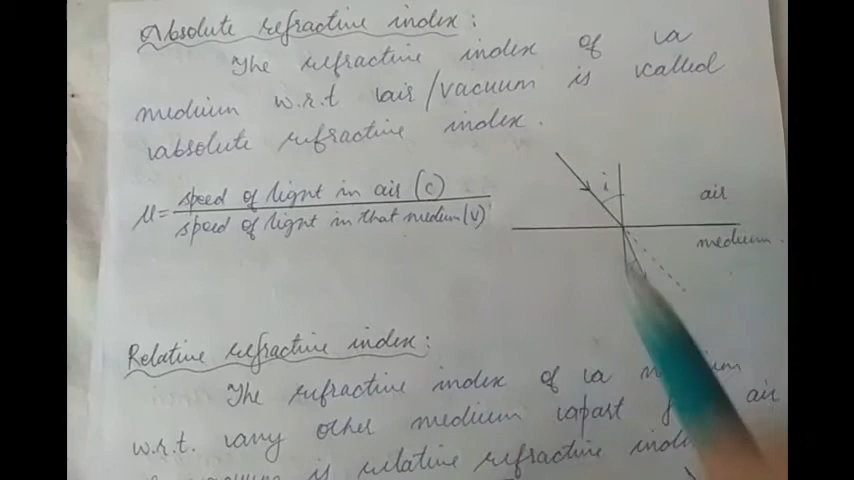 Absolute refractive index:
The refractive index of a
medium w.r.t air/vacuum is called
absolute refractive index.
μ = speed of light in air (c)
speed of light in that medium (v)
i
air
medium.
Relative refractive index:
The refractive index of a
w.r.t. any other medium apart air
is relative refractive